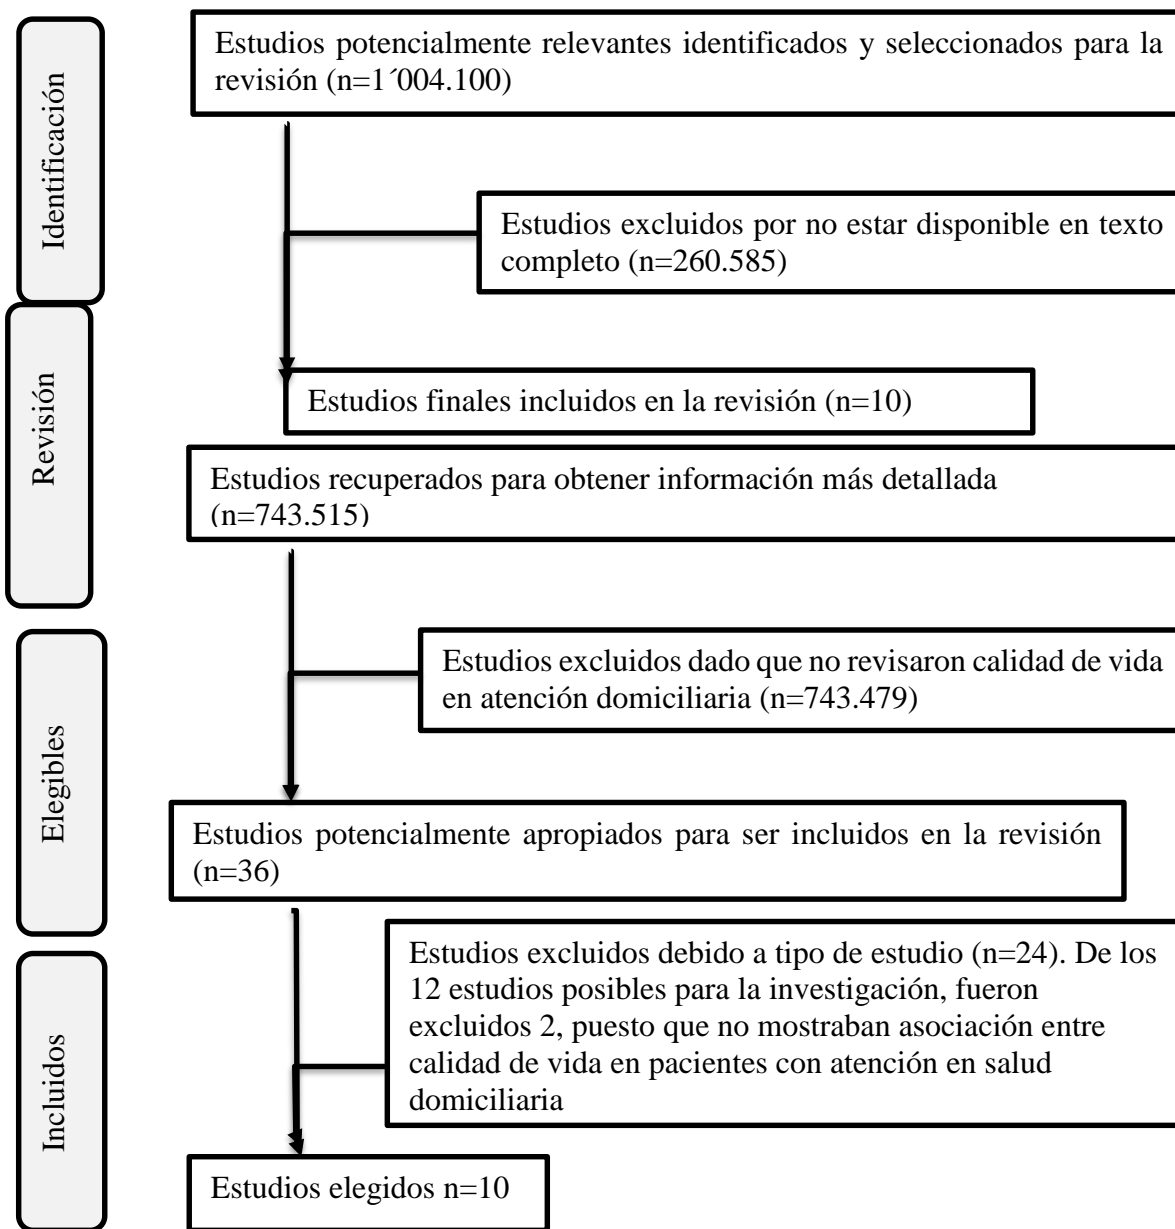 Identificación
Estudios potencialmente relevantes identificados y seleccionados para la
revisión (n=1´004.100)
Estudios excluidos por no estar disponible en texto
completo (n=260.585)
Revisión
Estudios finales incluidos en la revisión (n=10)
Estudios recuperados para obtener información más detallada
(n=743.515)
Elegibles
Estudios excluidos dado que no revisaron calidad de vida
en atención domiciliaria (n=743.479)
Estudios potencialmente apropiados para ser incluidos en la revisión
(n=36)
Incluidos
Estudios excluidos debido a tipo de estudio (n=24). De los
12 estudios posibles para la investigación, fueron
excluidos 2, puesto que no mostraban asociación entre
calidad de vida en pacientes con atención en salud
domiciliaria
Estudios elegidos n=10